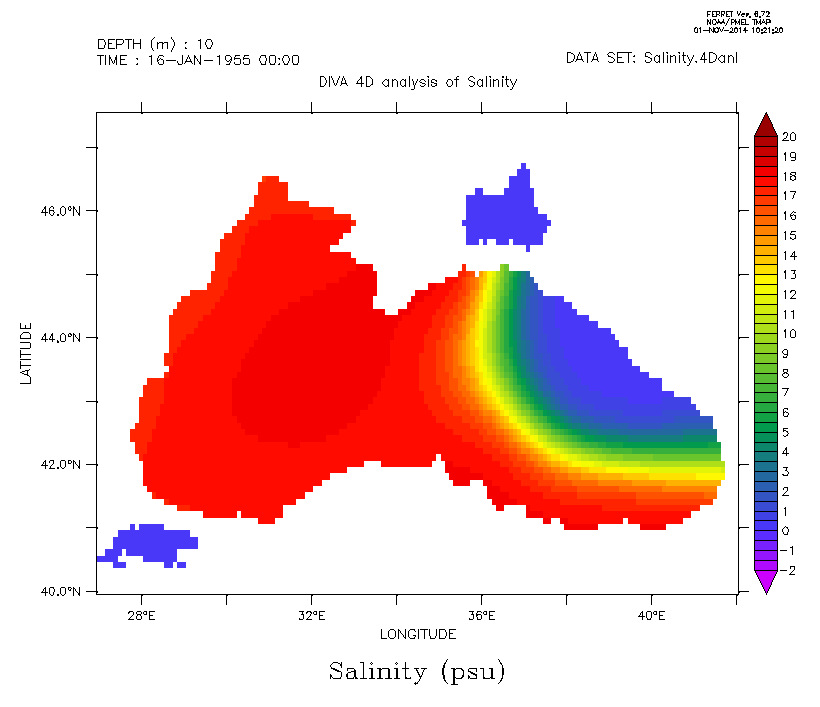 FERRET Ver. 6.72
NOAA/PMEL TMAP
01-NOV-2014 10:21:20
DEPTH (m) : 10
TIME : 16-JAN-1955 00:00
DATA SET: Salinity.4Danl
DIVA 4D analysis of Salinity
20
19
18
17
16
15
14
13
12
11
10
9
8
7
6
5
4
3
2
1
0
-1
-2
46.0°N
44.0°N
42.0°N
40.0°N
LATITUDE
28°E 32°E 36°E 40°E
LONGITUDE
Salinity (psu)